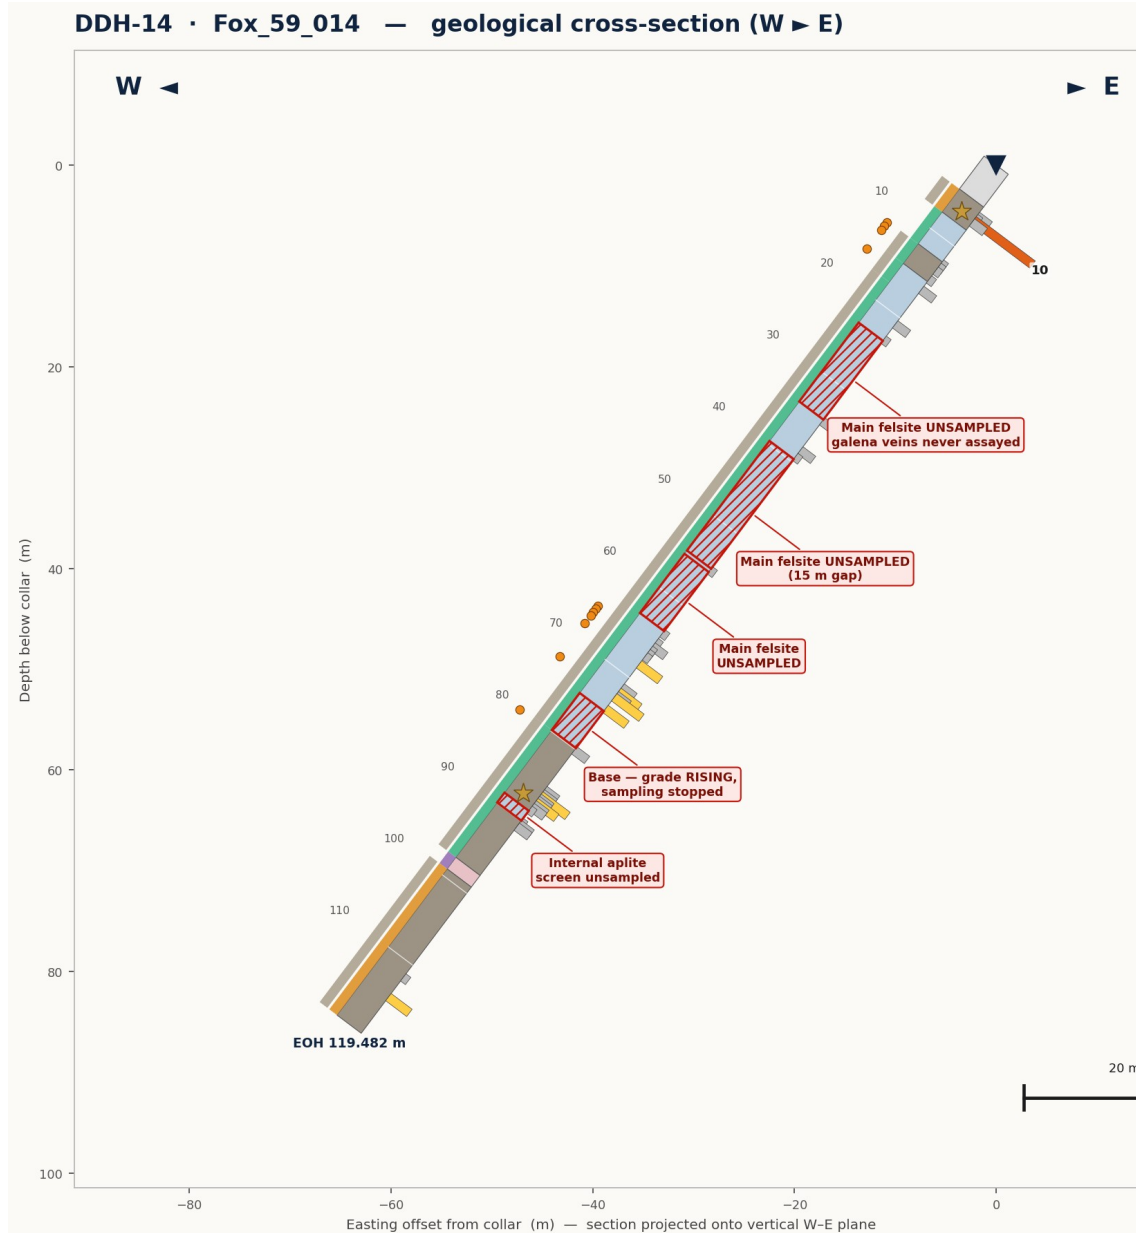 DDH-14 · Fox_59_014 — geological cross-section (W ► E)
W ◄
► E
0
20
40
60
80
100
Depth below collar (m)
10
20
30
40
50
60
70
80
90
100
110
10
Main felsite UNSAMPLED
galena veins never assayed
Main felsite UNSAMPLED
(15 m gap)
Main felsite
UNSAMPLED
Base — grade RISING,
sampling stopped
Internal aplite
screen unsampled
EOH 119.482 m
20 m
−80
−60
−40
−20
0
Easting offset from collar (m) — section projected onto vertical W–E plane